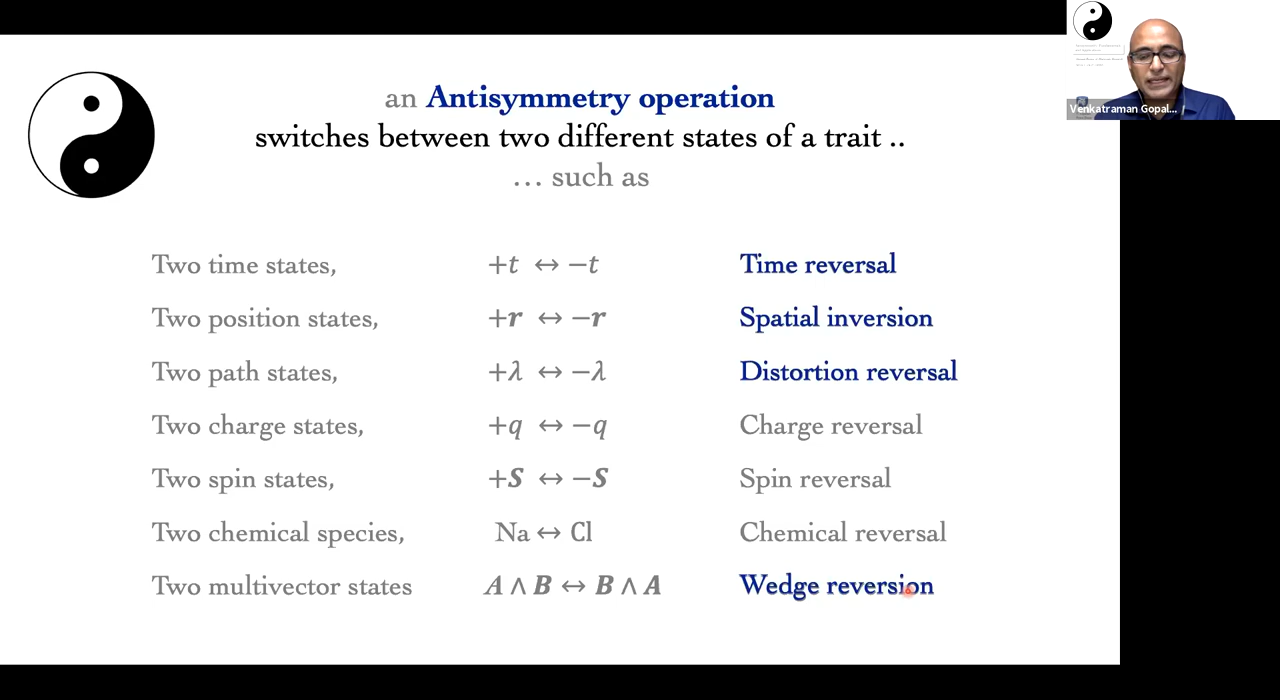 an Antisymmetry operation
switches between two different states of a trait ..
... such as
Two time states, +t ↔ −t Time reversal
Two position states, +r ↔ −r Spatial inversion
Two path states, +λ ↔ −λ Distortion reversal
Two charge states, +q ↔ −q Charge reversal
Two spin states, +S ↔ −S Spin reversal
Two chemical species, Na ↔ Cl Chemical reversal
Two multivector states A ∧ B ↔ B ∧ A Wedge reversion
Venkatraman Gopal...